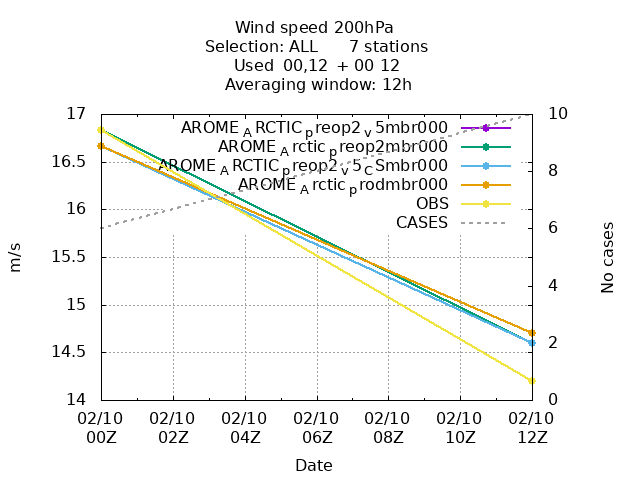 Wind speed 200hPa
Selection: ALL 7 stations
Used 00,12 + 00 12
Averaging window: 12h
17
16.5
16
15.5
15
14.5
14
m/s
10
8
6
4
2
0
No cases
AROME_ARCTIC_preop2_v5mbr000
AROME_Arctic_preop2mbr000
AROME_ARCTIC_preop2_v5_CSmbr000
AROME_Arctic_prodmbr000
OBS
CASES
02/10 02/10 02/10 02/10 02/10 02/10 02/10
00Z 02Z 04Z 06Z 08Z 10Z 12Z
Date